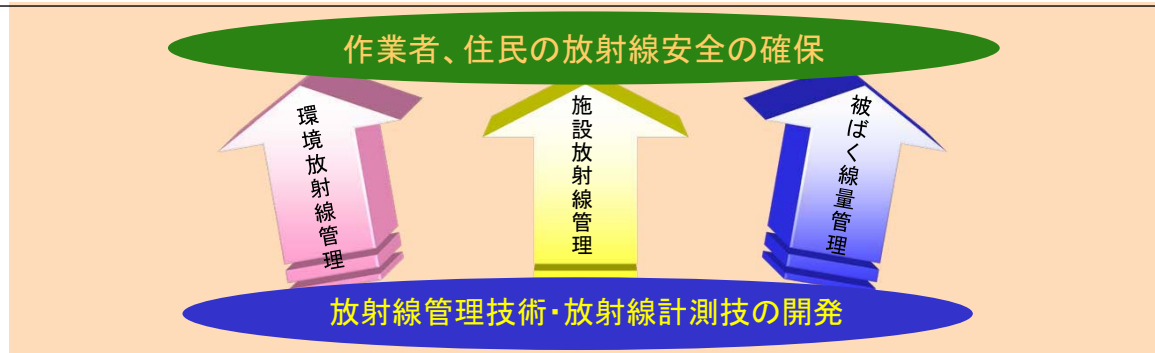 作業者、住民の放射線安全の確保
環境放射線管理
施設放射線管理
被ばく線量管理
放射線管理技術・放射線計測技の開発